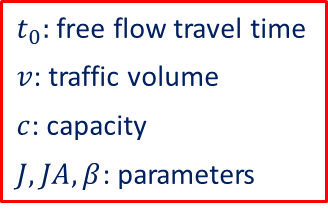 t₀: free flow travel time
v: traffic volume
c: capacity
J, JA, β: parameters